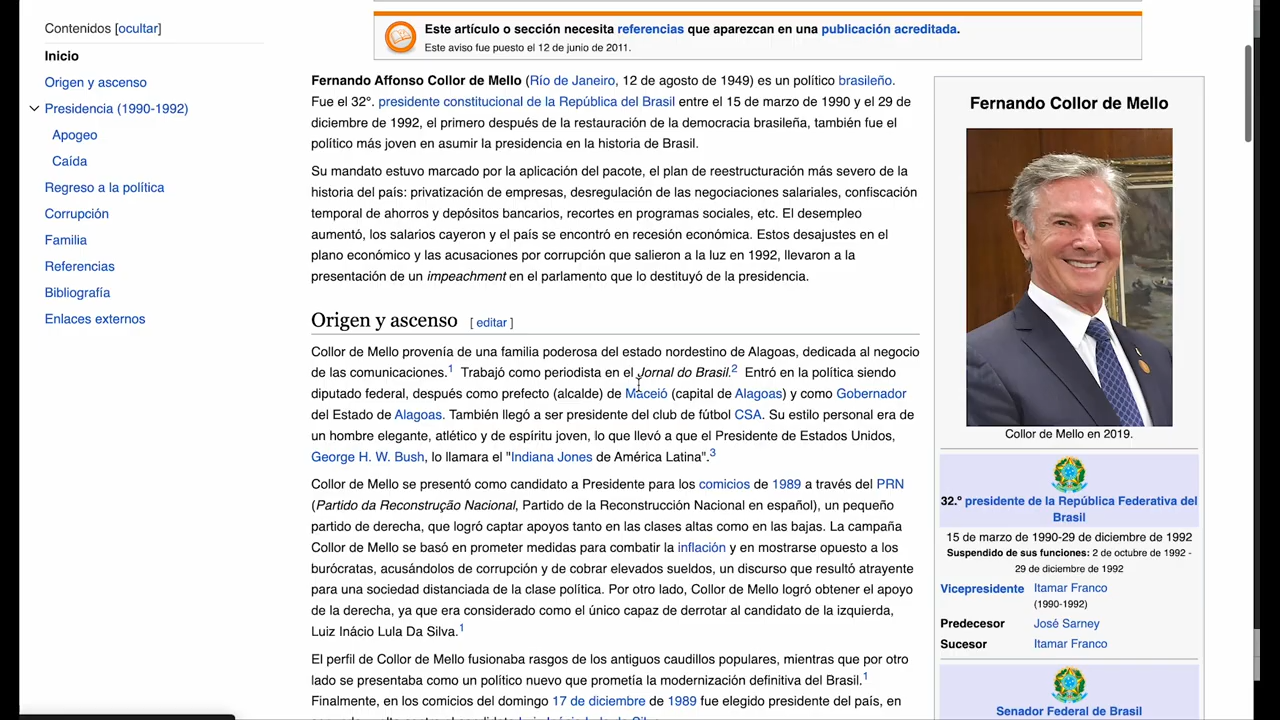 Contenidos [ocultar]
Inicio
Origen y ascenso
Presidencia (1990-1992)
Apogeo
Caída
Regreso a la política
Corrupción
Familia
Referencias
Bibliografía
Enlaces externos
Este artículo o sección necesita referencias que aparezcan en una publicación acreditada.
Este aviso fue puesto el 12 de junio de 2011.
Fernando Affonso Collor de Mello (Río de Janeiro, 12 de agosto de 1949) es un político brasileño.
Fue el 32°. presidente constitucional de la República del Brasil entre el 15 de marzo de 1990 y el 29 de
diciembre de 1992, el primero después de la restauración de la democracia brasileña, también fue el
político más joven en asumir la presidencia en la historia de Brasil.
Su mandato estuvo marcado por la aplicación del pacote, el plan de reestructuración más severo de la
historia del país: privatización de empresas, desregulación de las negociaciones salariales, confiscación
temporal de ahorros y depósitos bancarios, recortes en programas sociales, etc. El desempleo
aumentó, los salarios cayeron y el país se encontró en recesión económica. Estos desajustes en el
plano económico y las acusaciones por corrupción que salieron a la luz en 1992, llevaron a la
presentación de un impeachment en el parlamento que lo destituyó de la presidencia.
Origen y ascenso [ editar ]
Collor de Mello provenía de una familia poderosa del estado nordestino de Alagoas, dedicada al negocio
de las comunicaciones.1 Trabajó como periodista en el Jornal do Brasil.2 Entró en la política siendo
diputado federal, después como prefecto (alcalde) de Maceió (capital de Alagoas) y como Gobernador
del Estado de Alagoas. También llegó a ser presidente del club de fútbol CSA. Su estilo personal era de
un hombre elegante, atlético y de espíritu joven, lo que llevó a que el Presidente de Estados Unidos,
George H. W. Bush, lo llamara el "Indiana Jones de América Latina".3
Collor de Mello se presentó como candidato a Presidente para los comicios de 1989 a través del PRN
(Partido da Reconstrução Nacional, Partido de la Reconstrucción Nacional en español), un pequeño
partido de derecha, que logró captar apoyos tanto en las clases altas como en las bajas. La campaña
Collor de Mello se basó en prometer medidas para combatir la inflación y en mostrarse opuesto a los
burócratas, acusándolos de corrupción y de cobrar elevados sueldos, un discurso que resultó atrayente
para una sociedad distanciada de la clase política. Por otro lado, Collor de Mello logró obtener el apoyo
de la derecha, ya que era considerado como el único capaz de derrotar al candidato de la izquierda,
Luiz Inácio Lula Da Silva.1
El perfil de Collor de Mello fusionaba rasgos de los antiguos caudillos populares, mientras que por otro
lado se presentaba como un político nuevo que prometía la modernización definitiva del Brasil.1
Finalmente, en los comicios del domingo 17 de diciembre de 1989 fue elegido presidente del país, en
Fernando Collor de Mello
Collor de Mello en 2019.
32.º presidente de la República Federativa del
Brasil
15 de marzo de 1990-29 de diciembre de 1992
Suspendido de sus funciones: 2 de octubre de 1992 -
29 de diciembre de 1992
Vicepresidente Itamar Franco
(1990-1992)
Predecesor José Sarney
Sucesor Itamar Franco
Senador Federal de Brasil